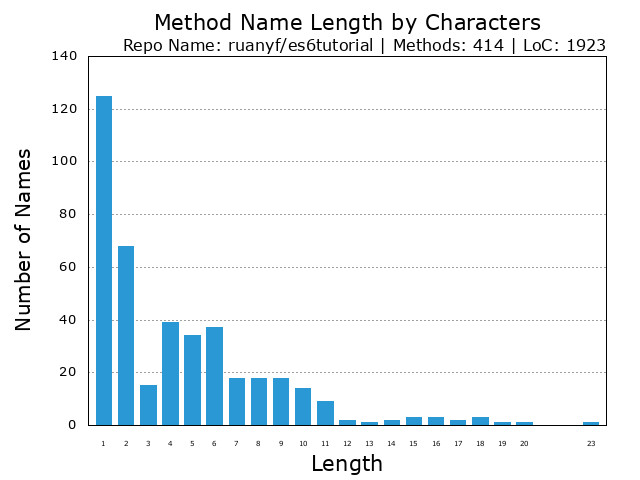 Method Name Length by Characters
Repo Name: ruanyf/es6tutorial | Methods: 414 | LoC: 1923
140
120
100
80
60
40
20
0
Number of Names
1 2 3 4 5 6 7 8 9 10 11 12 13 14 15 16 17 18 19 20 23
Length